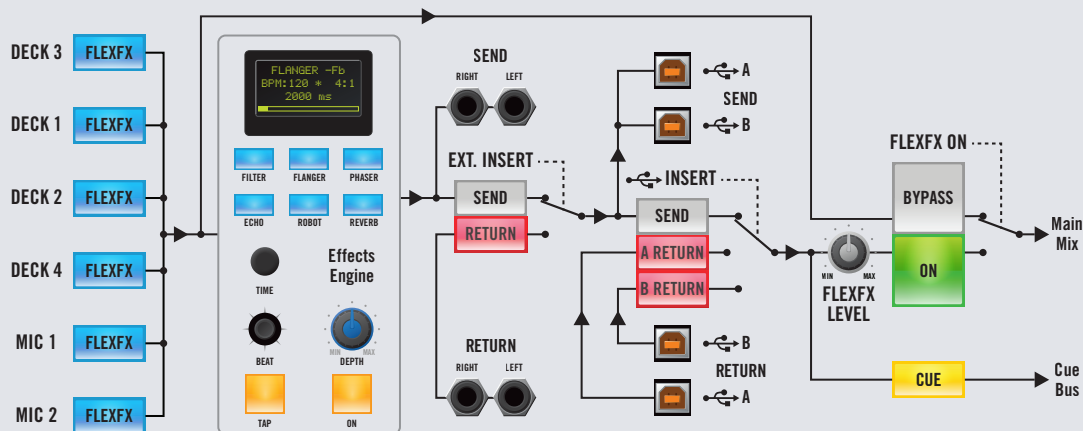 DECK 3 FLEXFX
DECK 1 FLEXFX
DECK 2 FLEXFX
DECK 4 FLEXFX
MIC 1 FLEXFX
MIC 2 FLEXFX
FLANGER -Fb
BPM:120 * 4:1
2000 ms
FILTER FLANGER PHASER
ECHO ROBOT REVERB
TIME
Effects
Engine
BEAT
MIN MAX
DEPTH
TAP ON
SEND
RIGHT LEFT
EXT. INSERT
SEND
RETURN
RETURN
RIGHT LEFT
A
SEND
B
INSERT
SEND
A RETURN
B RETURN
B
RETURN
A
MIN MAX
FLEXFX
LEVEL
FLEXFX ON
BYPASS
ON
Main
Mix
CUE
Cue
Bus